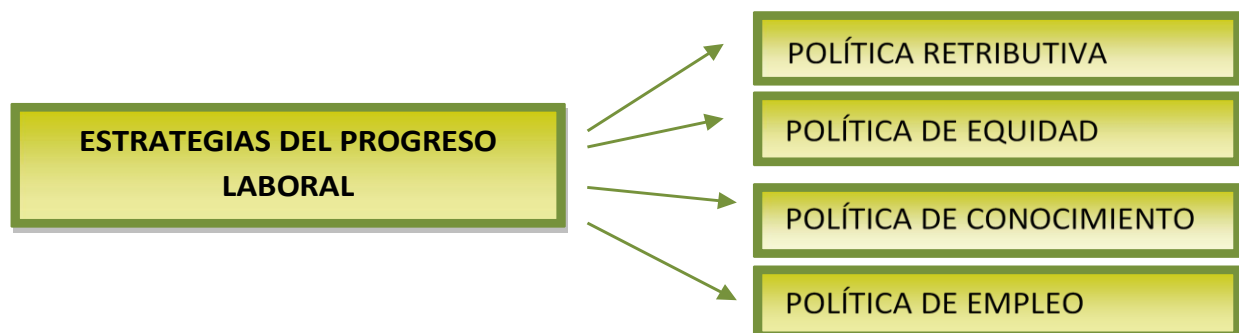 ESTRATEGIAS DEL PROGRESO
LABORAL
POLÍTICA RETRIBUTIVA
POLÍTICA DE EQUIDAD
POLÍTICA DE CONOCIMIENTO
POLÍTICA DE EMPLEO